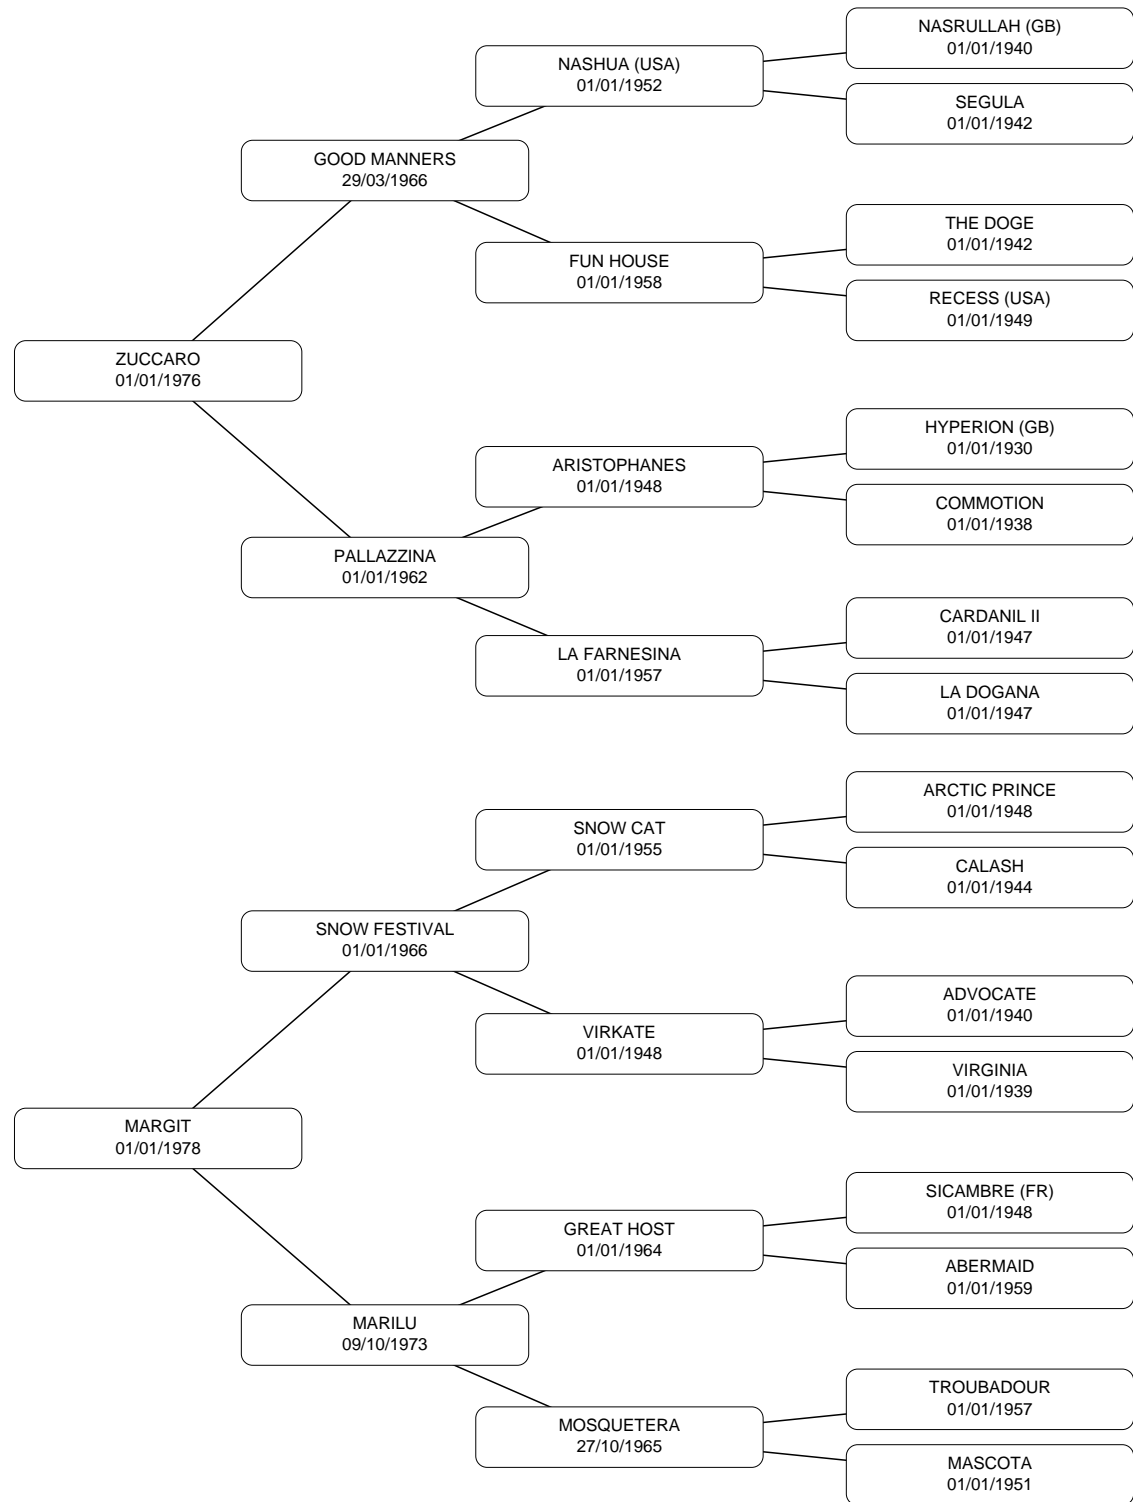 NASRULLAH (GB)
01/01/1940
NASHUA (USA)
01/01/1952
SEGULA
01/01/1942
GOOD MANNERS
29/03/1966
THE DOGE
01/01/1942
FUN HOUSE
01/01/1958
RECESS (USA)
01/01/1949
ZUCCARO
01/01/1976
HYPERION (GB)
01/01/1930
ARISTOPHANES
01/01/1948
COMMOTION
01/01/1938
PALLAZZINA
01/01/1962
CARDANIL II
01/01/1947
LA FARNESINA
01/01/1957
LA DOGANA
01/01/1947
ARCTIC PRINCE
01/01/1948
SNOW CAT
01/01/1955
CALASH
01/01/1944
SNOW FESTIVAL
01/01/1966
ADVOCATE
01/01/1940
VIRKATE
01/01/1948
VIRGINIA
01/01/1939
MARGIT
01/01/1978
SICAMBRE (FR)
01/01/1948
GREAT HOST
01/01/1964
ABERMAID
01/01/1959
MARILU
09/10/1973
TROUBADOUR
01/01/1957
MOSQUETERA
27/10/1965
MASCOTA
01/01/1951